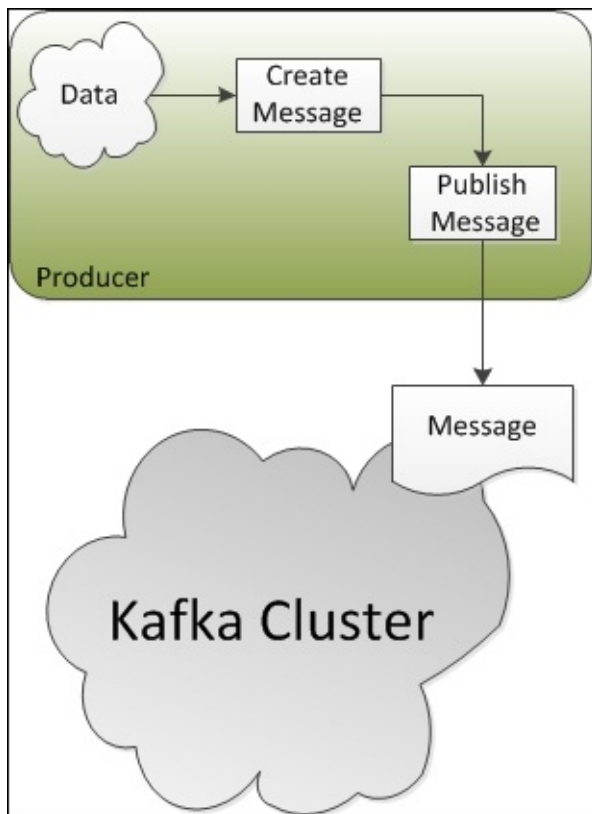 Data
Create
Message
Publish
Message
Producer
Message
Kafka Cluster